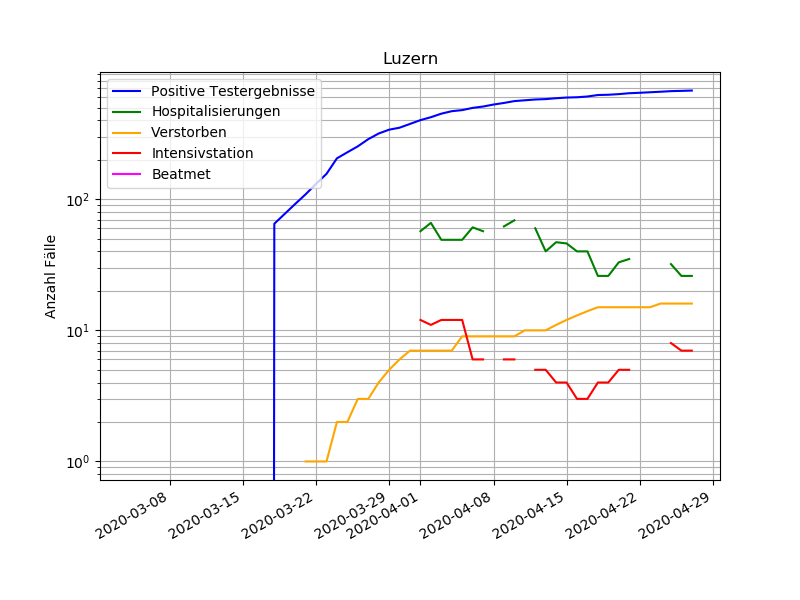 Luzern
Positive Testergebnisse
Hospitalisierungen
Verstorben
Intensivstation
Beatmet
Anzahl Fälle
10²
10¹
10⁰
2020-03-08
2020-03-15
2020-03-22
2020-03-29
2020-04-01
2020-04-08
2020-04-15
2020-04-22
2020-04-29